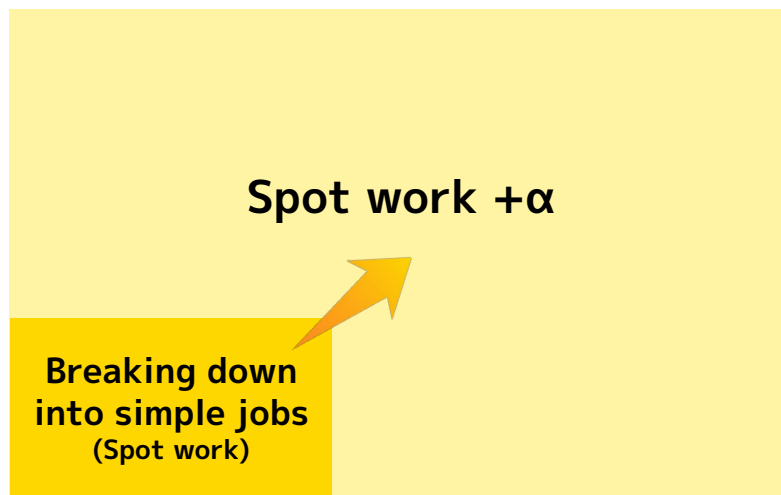 Spot work +α
Breaking down
into simple jobs
(Spot work)